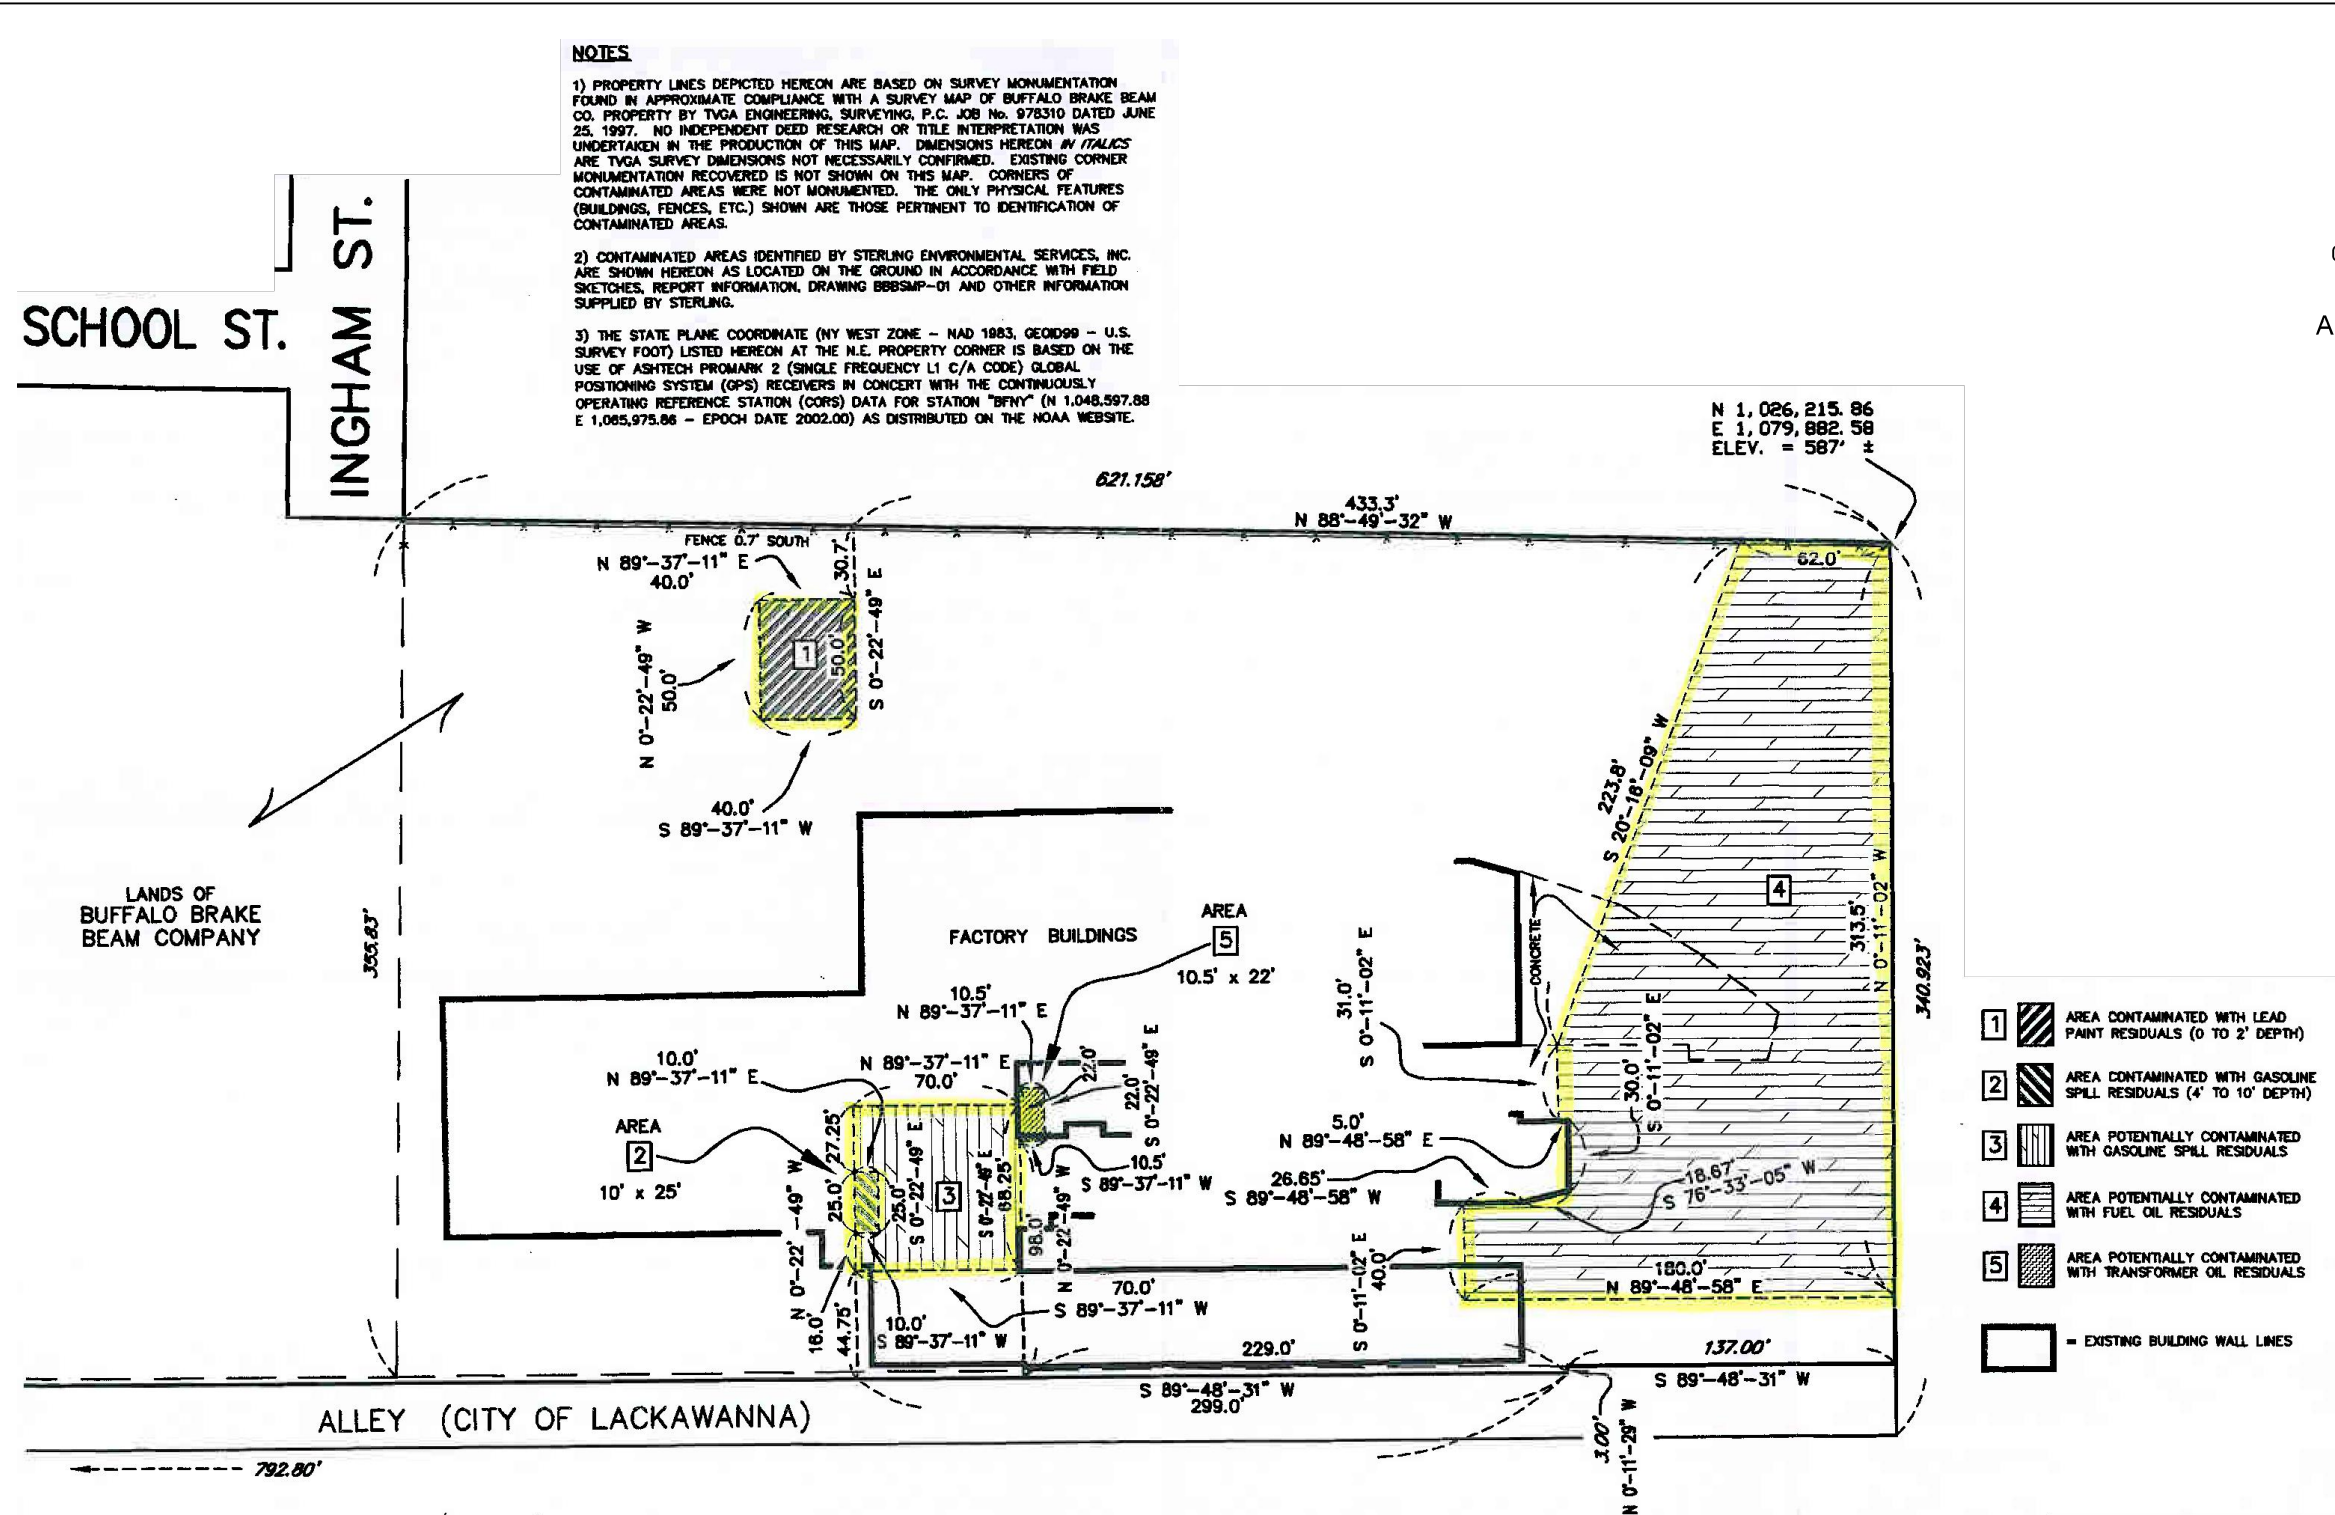 NOTES
1) PROPERTY LINES DEPICTED HEREON ARE BASED ON SURVEY MONUMENTATION
FOUND IN APPROXIMATE COMPLIANCE WITH A SURVEY MAP OF BUFFALO BRAKE BEAM
CO. PROPERTY BY TVGA ENGINEERING, SURVEYING, P.C. JOB No. 978310 DATED JUNE
25, 1997. NO INDEPENDENT DEED RESEARCH OR TITLE INTERPRETATION WAS
UNDERTAKEN IN THE PRODUCTION OF THIS MAP. DIMENSIONS HEREON IN ITALICS
ARE TVGA SURVEY DIMENSIONS NOT NECESSARILY CONFIRMED. EXISTING CORNER
MONUMENTATION RECOVERED IS NOT SHOWN ON THIS MAP. CORNERS OF
CONTAMINATED AREAS WERE NOT MONUMENTED. THE ONLY PHYSICAL FEATURES
(BUILDINGS, FENCES, ETC.) SHOWN ARE THOSE PERTINENT TO IDENTIFICATION OF
CONTAMINATED AREAS.
2) CONTAMINATED AREAS IDENTIFIED BY STERLING ENVIRONMENTAL SERVICES, INC.
ARE SHOWN HEREON AS LOCATED ON THE GROUND IN ACCORDANCE WITH FIELD
SKETCHES, REPORT INFORMATION, DRAWING BBBSMP-01 AND OTHER INFORMATION
SUPPLIED BY STERLING.
3) THE STATE PLANE COORDINATE (NY WEST ZONE - NAD 1983, GEOID99 - U.S.
SURVEY FOOT) LISTED HEREON AT THE N.E. PROPERTY CORNER IS BASED ON THE
USE OF ASHTECH PROMARK 2 (SINGLE FREQUENCY L1 C/A CODE) GLOBAL
POSITIONING SYSTEM (GPS) RECEIVERS IN CONCERT WITH THE CONTINUOUSLY
OPERATING REFERENCE STATION (CORS) DATA FOR STATION "BFNY" (N 1,048,597.88
E 1,065,975.86 - EPOCH DATE 2002.00) AS DISTRIBUTED ON THE NOAA WEBSITE.
SCHOOL ST.
INGHAM ST.
A
N 1,026,215.86
E 1,079,882.58
ELEV. = 587' ±
621.158'
433.3'
N 88°-49'-32" W
62.0'
FENCE 0.7' SOUTH
N 89°-37'-11" E
40.0'
30.7'
S 0°-22'-49" E
N 0°-22'-49" W
50.0'
1
50.0'
40.0'
S 89°-37'-11" W
223.8'
S 20°-16'-09" W
4
313.5'
N 0°-11'-02" W
340.923'
LANDS OF
BUFFALO BRAKE
BEAM COMPANY
355.83'
FACTORY BUILDINGS
AREA
5
10.5' x 22'
CONCRETE
31.0'
S 0°-11'-02" E
30.0'
S 0°-11'-02" E
10.5'
N 89°-37'-11" E
10.0'
N 89°-37'-11" E
N 89°-37'-11" E
70.0'
22.0'
22.0'
S 0°-22'-49" E
AREA
2
10' x 25'
27.25'
25.0'
N 0°-22'-49" W
25.0'
S 0°-22'-49" E
3
S 0°-22'-49" E
68.25'
98.0'
N 0°-22'-49" W
10.5'
S 89°-37'-11" W
5.0'
N 89°-48'-58" E
26.65'
S 89°-48'-58" W
18.67'
S 76°-33'-05" W
S 0°-11'-02" E
40.0'
180.0'
N 89°-48'-58" E
16.0'
44.75'
10.0'
S 89°-37'-11" W
70.0'
S 89°-37'-11" W
229.0'
137.00'
S 89°-48'-31" W
299.0'
S 89°-48'-31" W
3.00'
N 0°-11'-29" W
ALLEY (CITY OF LACKAWANNA)
792.80'
1 AREA CONTAMINATED WITH LEAD
PAINT RESIDUALS (0 TO 2' DEPTH)
2 AREA CONTAMINATED WITH GASOLINE
SPILL RESIDUALS (4' TO 10' DEPTH)
3 AREA POTENTIALLY CONTAMINATED
WITH GASOLINE SPILL RESIDUALS
4 AREA POTENTIALLY CONTAMINATED
WITH FUEL OIL RESIDUALS
5 AREA POTENTIALLY CONTAMINATED
WITH TRANSFORMER OIL RESIDUALS
= EXISTING BUILDING WALL LINES